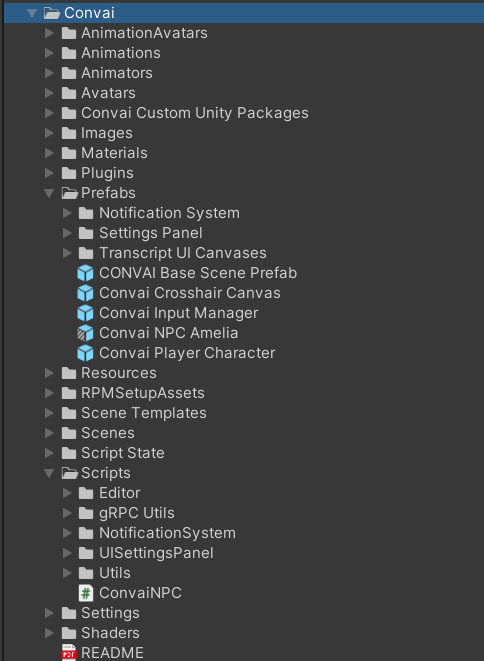 Convai
AnimationAvatars
Animations
Animators
Avatars
Convai Custom Unity Packages
Images
Materials
Plugins
Prefabs
Notification System
Settings Panel
Transcript UI Canvases
CONVAI Base Scene Prefab
Convai Crosshair Canvas
Convai Input Manager
Convai NPC Amelia
Convai Player Character
Resources
RPMSetupAssets
Scene Templates
Scenes
Script State
Scripts
Editor
gRPC Utils
NotificationSystem
UISettingsPanel
Utils
# ConvaiNPC
Settings
Shaders
PDF README